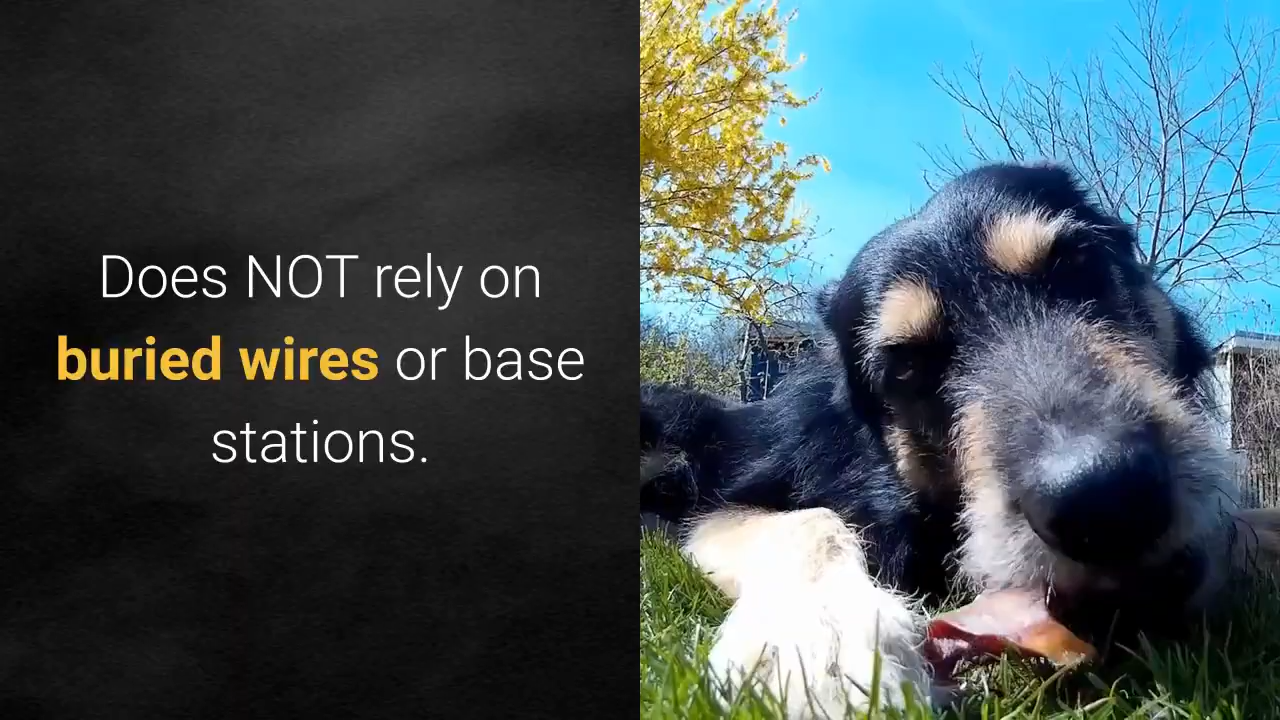 Does NOT rely on
buried wires or base
stations.